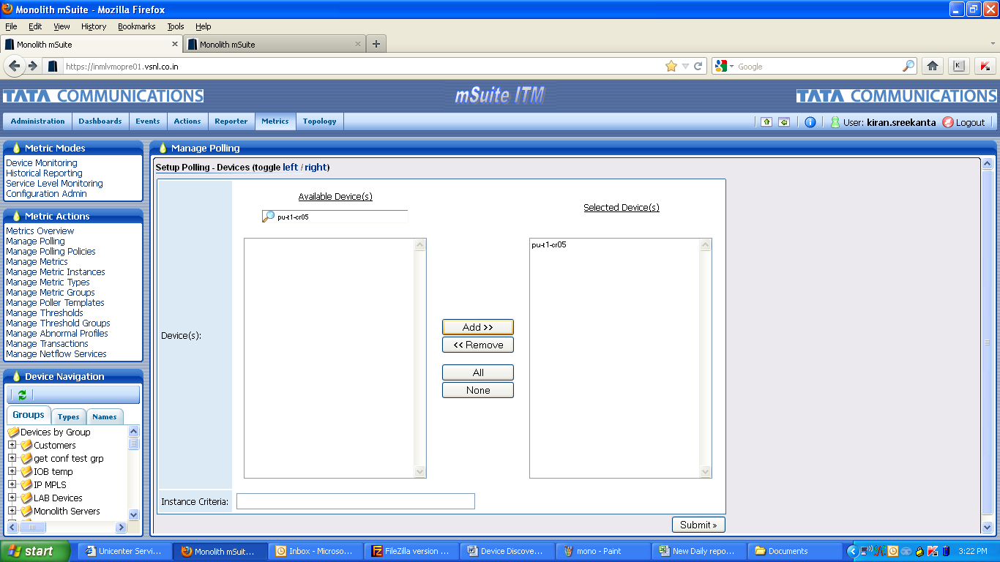 Monolith mSuite - Mozilla Firefox
File Edit View History Bookmarks Tools Help
Monolith mSuite × Monolith mSuite × +
https://inmlvmopre01.vsnl.co.in Google
TATA COMMUNICATIONS mSuite ITM TATA COMMUNICATIONS
Administration Dashboards Events Actions Reporter Metrics Topology User: kiran.sreekanta Logout
Metric Modes
Device Monitoring
Historical Reporting
Service Level Monitoring
Configuration Admin
Metric Actions
Metrics Overview
Manage Polling
Manage Polling Policies
Manage Metrics
Manage Metric Instances
Manage Metric Types
Manage Metric Groups
Manage Poller Templates
Manage Thresholds
Manage Threshold Groups
Manage Abnormal Profiles
Manage Transactions
Manage Netflow Services
Device Navigation
Groups Types Names
Devices by Group
Customers
get conf test grp
IOB temp
IP MPLS
LAB Devices
Monolith Servers
Manage Polling
Setup Polling - Devices (toggle left / right)
Available Device(s)
pu-t1-cr05
Selected Device(s)
pu-t1-cr05
Device(s):
Add >>
<< Remove
All
None
Instance Criteria:
Submit »
start Unicenter Servi... Monolith mSuit... Inbox - Microso... FileZilla version ... Device Discove... mono - Paint New Daily repo... Documents 3:22 PM